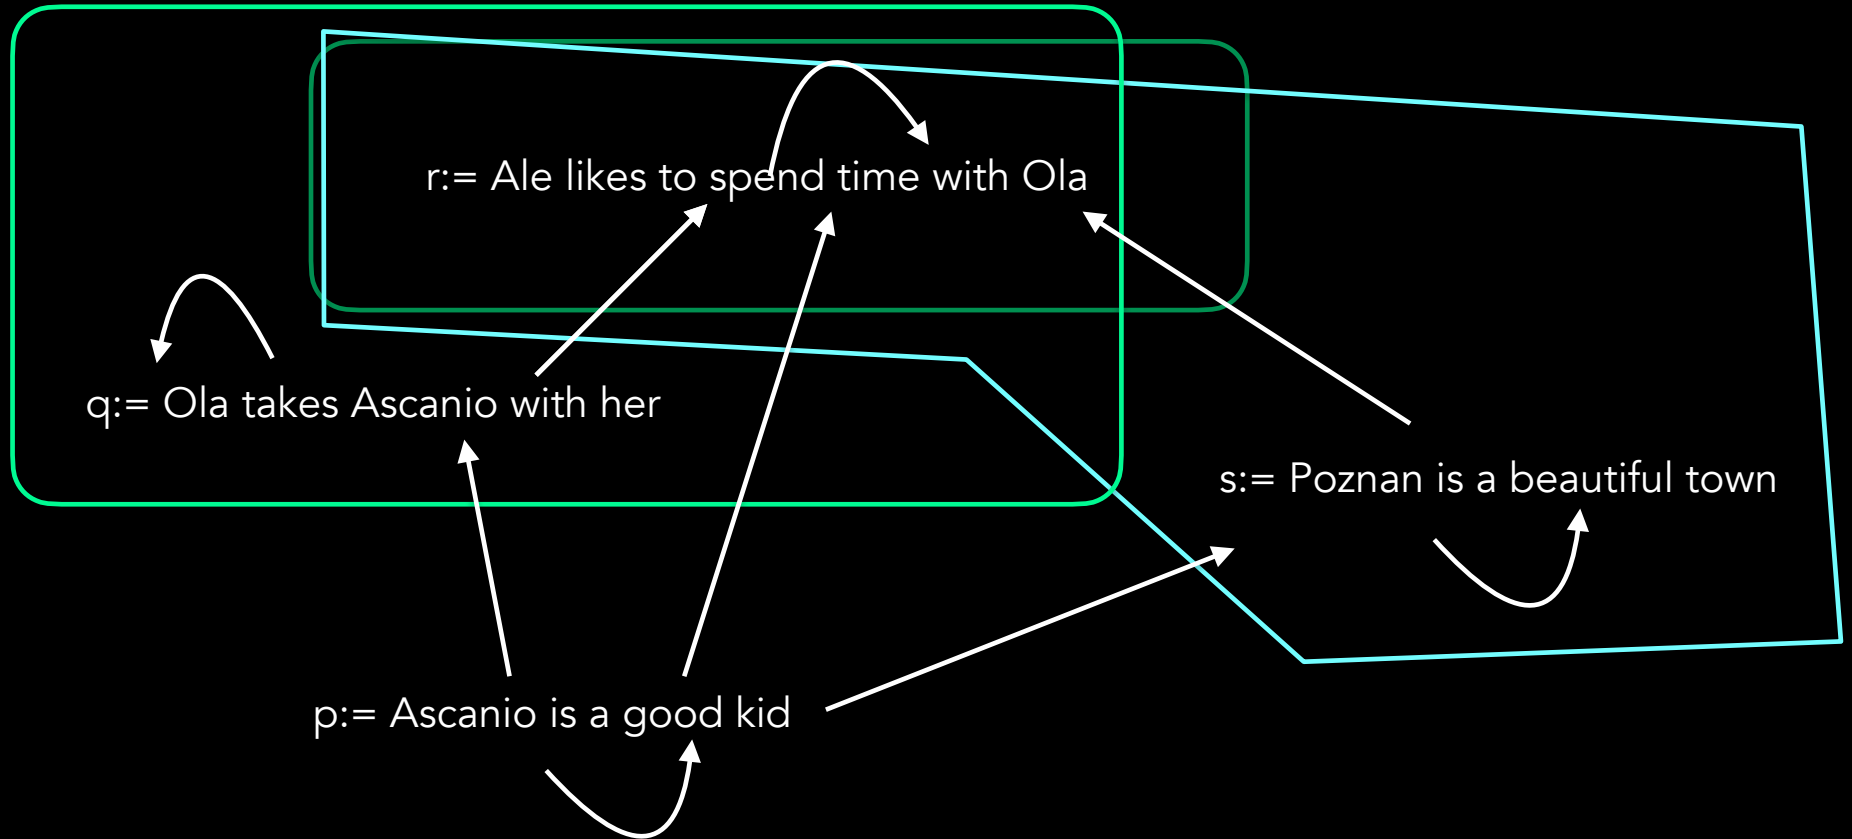 r:= Ale likes to spend time with Ola
q:= Ola takes Ascanio with her
s:= Poznan is a beautiful town
p:= Ascanio is a good kid